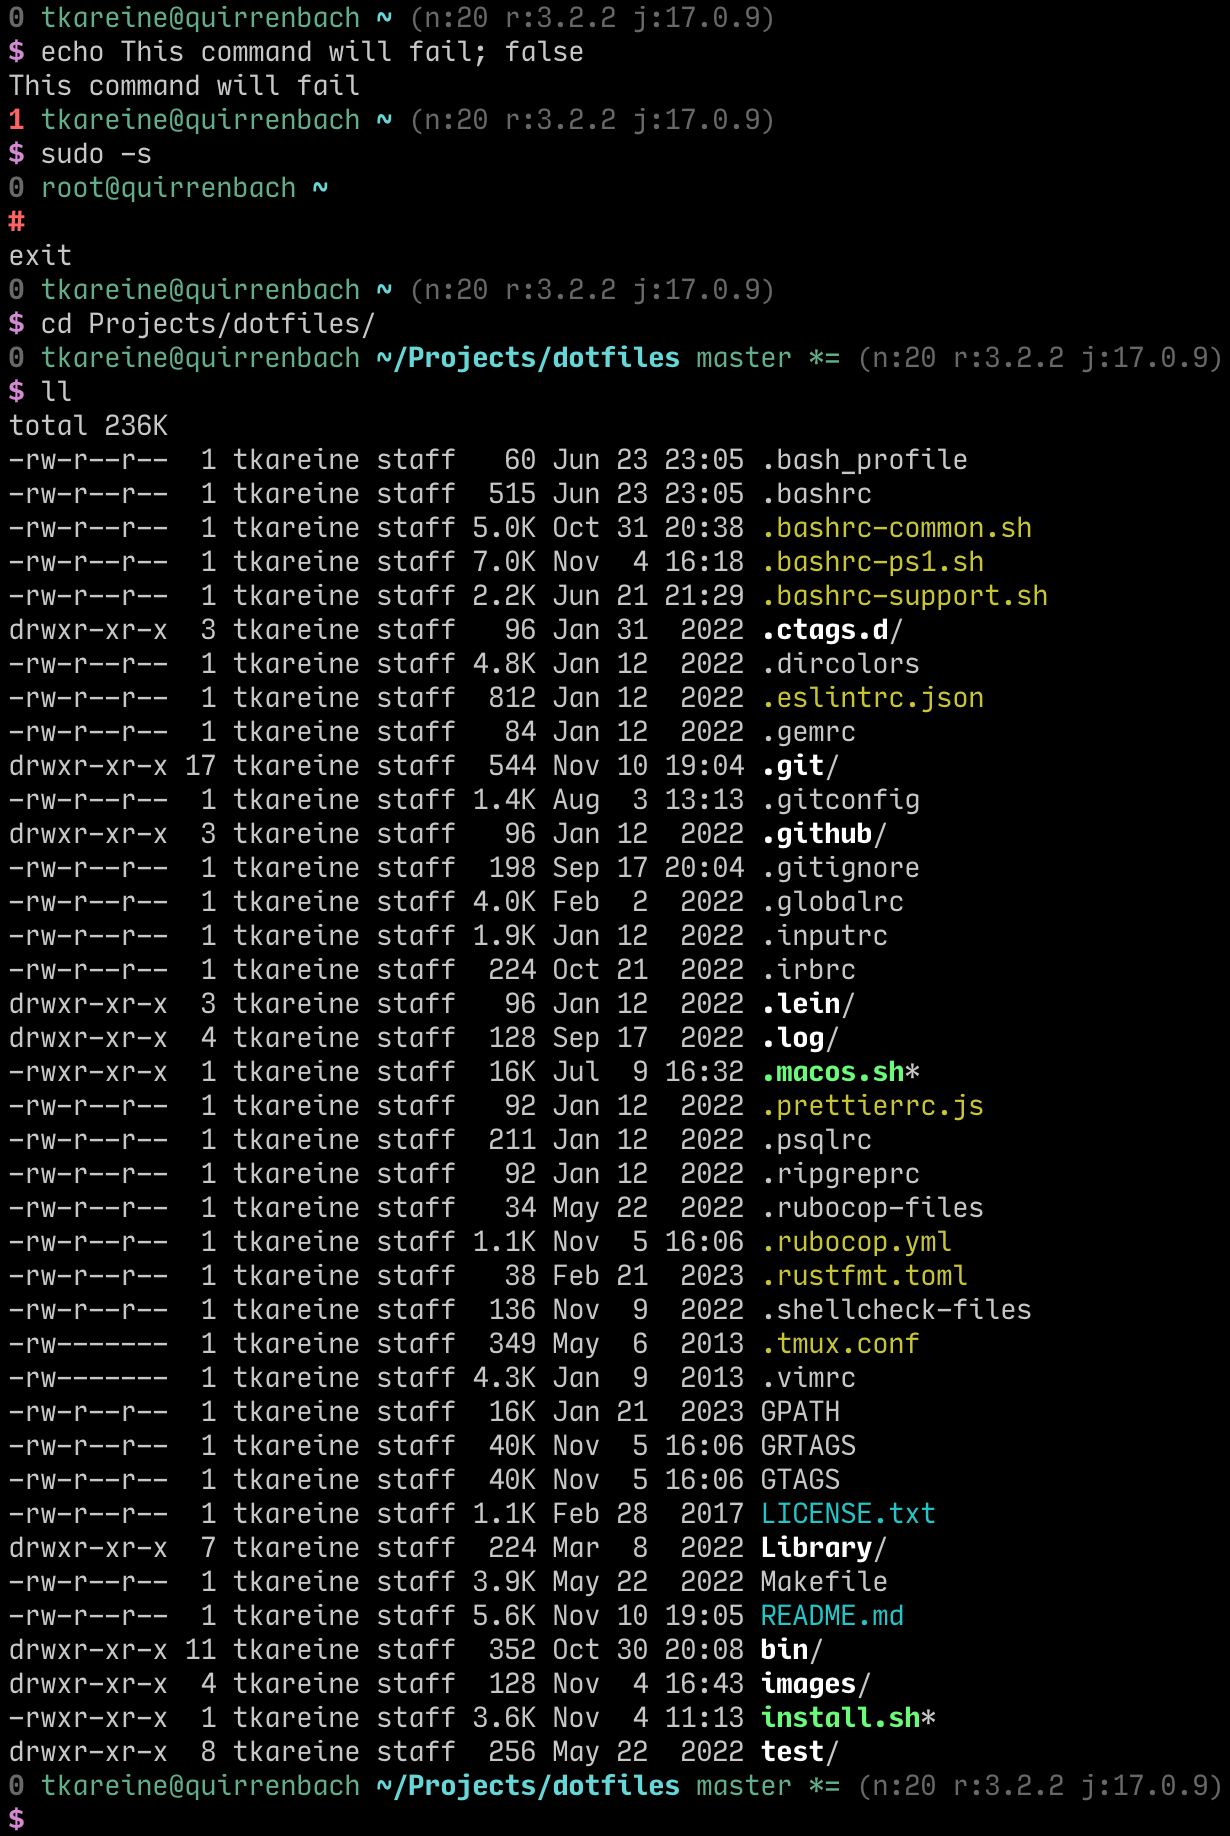 0 tkareine@quirrenbach ~ (n:20 r:3.2.2 j:17.0.9)
$ echo This command will fail; false
This command will fail
1 tkareine@quirrenbach ~ (n:20 r:3.2.2 j:17.0.9)
$ sudo -s
0 root@quirrenbach ~
#
exit
0 tkareine@quirrenbach ~ (n:20 r:3.2.2 j:17.0.9)
$ cd Projects/dotfiles/
0 tkareine@quirrenbach ~/Projects/dotfiles master *= (n:20 r:3.2.2 j:17.0.9)
$ ll
total 236K
-rw-r--r--  1 tkareine staff   60 Jun 23 23:05 .bash_profile
-rw-r--r--  1 tkareine staff  515 Jun 23 23:05 .bashrc
-rw-r--r--  1 tkareine staff 5.0K Oct 31 20:38 .bashrc-common.sh
-rw-r--r--  1 tkareine staff 7.0K Nov  4 16:18 .bashrc-ps1.sh
-rw-r--r--  1 tkareine staff 2.2K Jun 21 21:29 .bashrc-support.sh
drwxr-xr-x  3 tkareine staff   96 Jan 31  2022 .ctags.d/
-rw-r--r--  1 tkareine staff 4.8K Jan 12  2022 .dircolors
-rw-r--r--  1 tkareine staff  812 Jan 12  2022 .eslintrc.json
-rw-r--r--  1 tkareine staff   84 Jan 12  2022 .gemrc
drwxr-xr-x 17 tkareine staff  544 Nov 10 19:04 .git/
-rw-r--r--  1 tkareine staff 1.4K Aug  3 13:13 .gitconfig
drwxr-xr-x  3 tkareine staff   96 Jan 12  2022 .github/
-rw-r--r--  1 tkareine staff  198 Sep 17 20:04 .gitignore
-rw-r--r--  1 tkareine staff 4.0K Feb  2  2022 .globalrc
-rw-r--r--  1 tkareine staff 1.9K Jan 12  2022 .inputrc
-rw-r--r--  1 tkareine staff  224 Oct 21  2022 .irbrc
drwxr-xr-x  3 tkareine staff   96 Jan 12  2022 .lein/
drwxr-xr-x  4 tkareine staff  128 Sep 17  2022 .log/
-rwxr-xr-x  1 tkareine staff  16K Jul  9 16:32 .macos.sh*
-rw-r--r--  1 tkareine staff   92 Jan 12  2022 .prettierrc.js
-rw-r--r--  1 tkareine staff  211 Jan 12  2022 .psqlrc
-rw-r--r--  1 tkareine staff   92 Jan 12  2022 .ripgreprc
-rw-r--r--  1 tkareine staff   34 May 22  2022 .rubocop-files
-rw-r--r--  1 tkareine staff 1.1K Nov  5 16:06 .rubocop.yml
-rw-r--r--  1 tkareine staff   38 Feb 21  2023 .rustfmt.toml
-rw-r--r--  1 tkareine staff  136 Nov  9  2022 .shellcheck-files
-rw-------  1 tkareine staff  349 May  6  2013 .tmux.conf
-rw-------  1 tkareine staff 4.3K Jan  9  2013 .vimrc
-rw-r--r--  1 tkareine staff  16K Jan 21  2023 GPATH
-rw-r--r--  1 tkareine staff  40K Nov  5 16:06 GRTAGS
-rw-r--r--  1 tkareine staff  40K Nov  5 16:06 GTAGS
-rw-r--r--  1 tkareine staff 1.1K Feb 28  2017 LICENSE.txt
drwxr-xr-x  7 tkareine staff  224 Mar  8  2022 Library/
-rw-r--r--  1 tkareine staff 3.9K May 22  2022 Makefile
-rw-r--r--  1 tkareine staff 5.6K Nov 10 19:05 README.md
drwxr-xr-x 11 tkareine staff  352 Oct 30 20:08 bin/
drwxr-xr-x  4 tkareine staff  128 Nov  4 16:43 images/
-rwxr-xr-x  1 tkareine staff 3.6K Nov  4 11:13 install.sh*
drwxr-xr-x  8 tkareine staff  256 May 22  2022 test/
0 tkareine@quirrenbach ~/Projects/dotfiles master *= (n:20 r:3.2.2 j:17.0.9)
$